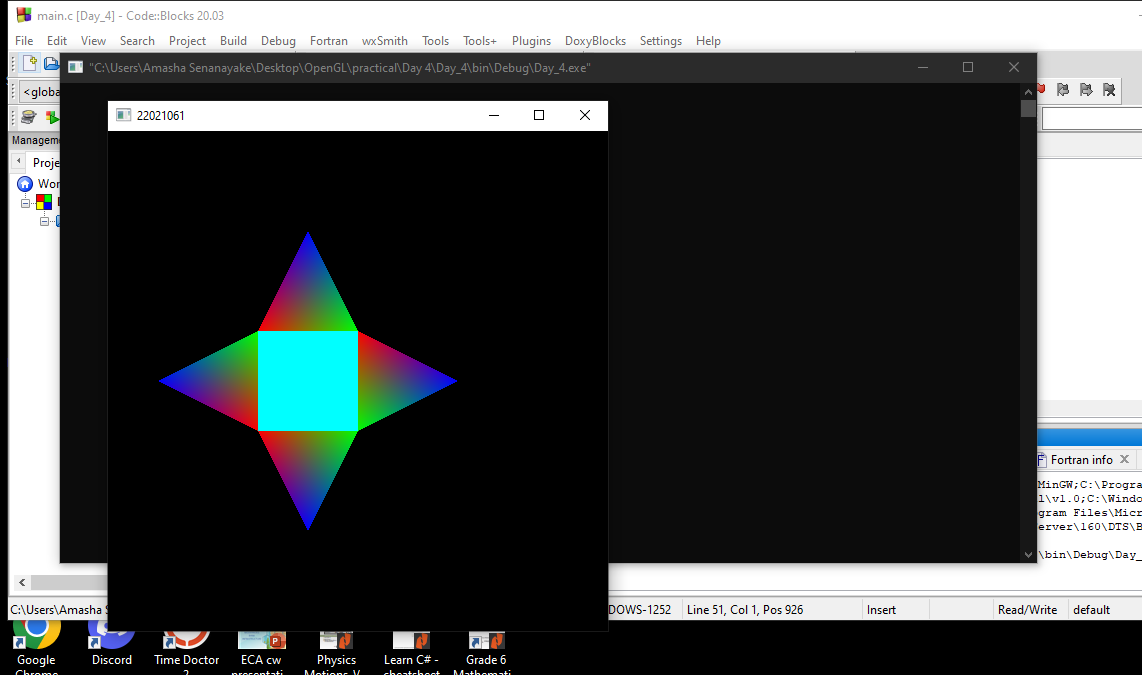 main.c [Day_4] - Code::Blocks 20.03
File Edit View Search Project Build Debug Fortran wxSmith Tools Tools+ Plugins DoxyBlocks Settings Help
"C:\Users\Amasha Senanayake\Desktop\OpenGL\practical\Day 4\Day_4\bin\Debug\Day_4.exe"
<globa
22021061
Managem
Proje
Wor
Fortran info
MinGW;C:\Progra
l\v1.0;C:\Windo
gram Files\Micr
erver\160\DTS\B
\bin\Debug\Day_
C:\Users\Amasha S
DOWS-1252 Line 51, Col 1, Pos 926 Insert Read/Write default
Google Discord Time Doctor ECA cw Physics Learn C# - Grade 6
Chrome 2 presentati... Motions_V... cheatsheet Mathemati...